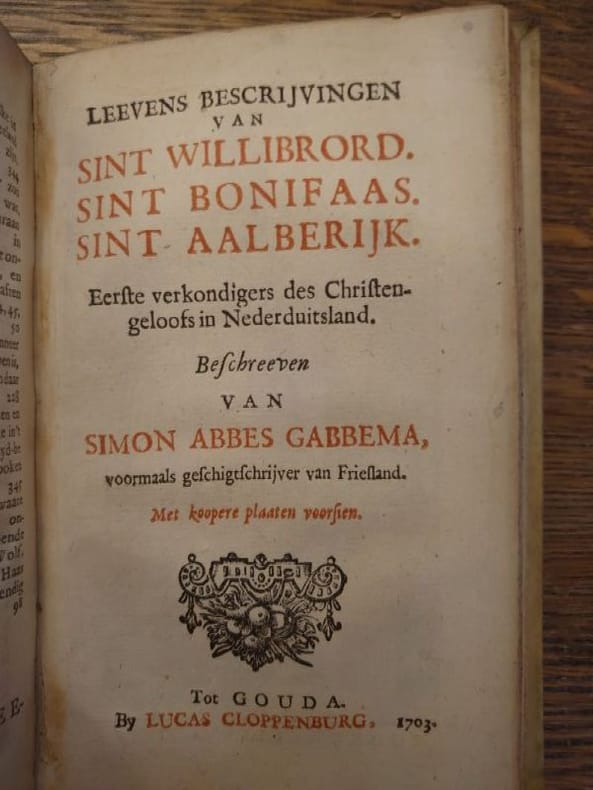 LEEVENS BESCRIJVINGEN
VAN
SINT WILLIBRORD.
SINT BONIFAAS.
SINT AALBERIJK.
Eerſte verkondigers des Chriſten-
geloofs in Nederduitsland.
Beſchreeven
VAN
SIMON ABBES GABBEMA,
voormaals geſchigtſchrijver van Frieſland.
Met koopere plaaten voorſien.
Tot GOUDA.
By LUCAS CLOPPENBURG, 1703.